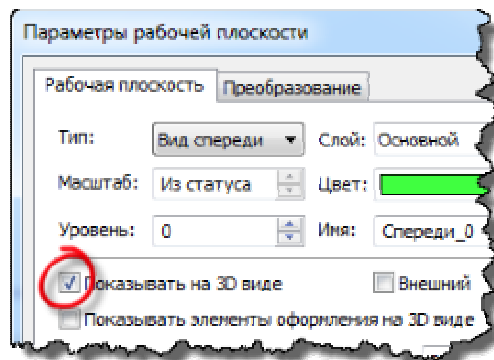 Параметры рабочей плоскости
Рабочая плоскость Преобразование
Тип: Вид спереди Слой: Основной
Масштаб: Из статуса Цвет:
Уровень: 0 Имя: Спереди_0
Показывать на 3D виде Внешний
Показывать элементы оформления на 3D виде